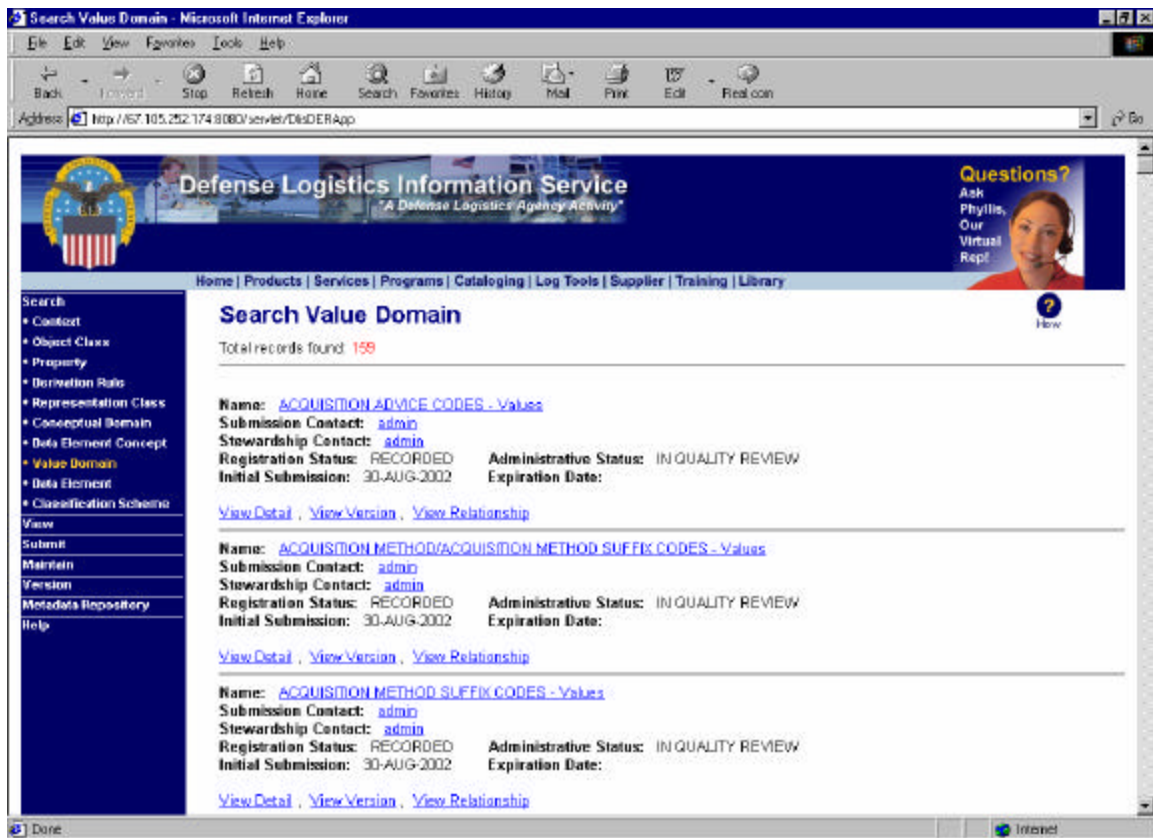 Search Value Domain - Microsoft Internet Explorer
File Edit View Favorites Tools Help
Back Forward Stop Refresh Home Search Favorites History Mail Print Edit Real.com
Address http://67.105.252.174:8080/servlet/DlisDERApp Go
Defense Logistics Information Service
"A Defense Logistics Agency Activity"
Questions?
Ask
Phyllis,
Our
Virtual
Rep!
Home | Products | Services | Programs | Cataloging | Log Tools | Supplier | Training | Library
Search
• Context
• Object Class
• Property
• Derivation Rule
• Representation Class
• Conceptual Domain
• Data Element Concept
• Value Domain
• Data Element
• Classification Scheme
View
Submit
Maintain
Version
Metadata Repository
Help
Search Value Domain
?
How
Total records found: 159
Name: ACQUISITION ADVICE CODES - Values
Submission Contact: admin
Stewardship Contact: admin
Registration Status: RECORDED Administrative Status: IN QUALITY REVIEW
Initial Submission: 30-AUG-2002 Expiration Date:
View Detail , View Version , View Relationship
Name: ACQUISITION METHOD/ACQUISITION METHOD SUFFIX CODES - Values
Submission Contact: admin
Stewardship Contact: admin
Registration Status: RECORDED Administrative Status: IN QUALITY REVIEW
Initial Submission: 30-AUG-2002 Expiration Date:
View Detail , View Version , View Relationship
Name: ACQUISITION METHOD SUFFIX CODES - Values
Submission Contact: admin
Stewardship Contact: admin
Registration Status: RECORDED Administrative Status: IN QUALITY REVIEW
Initial Submission: 30-AUG-2002 Expiration Date:
View Detail , View Version , View Relationship
Done Internet